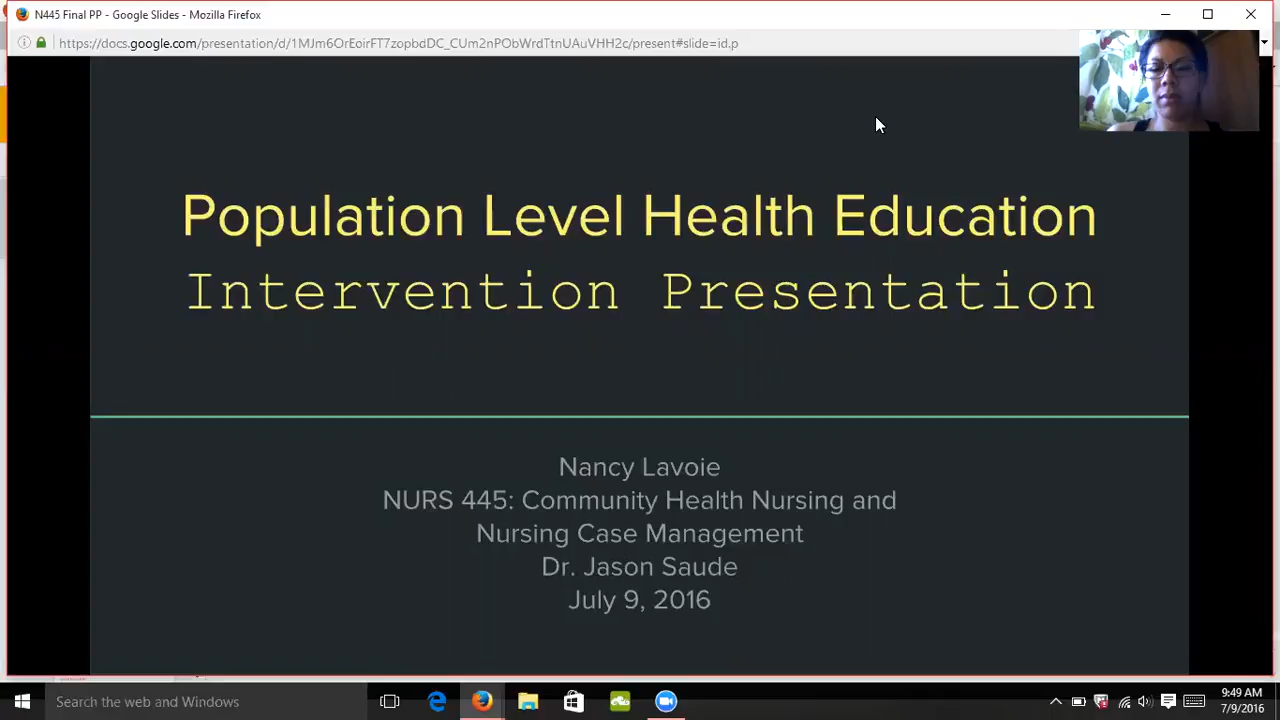 N445 Final PP - Google Slides - Mozilla Firefox
https://docs.google.com/presentation/d/1MJm6OrEoirFT7zopbdDC_CUm2nPObWrdTtnUAuVHH2c/present#slide=id.p
Population Level Health Education
Intervention Presentation
Nancy Lavoie
NURS 445: Community Health Nursing and
Nursing Case Management
Dr. Jason Saude
July 9, 2016
Search the web and Windows
9:49 AM
7/9/2016